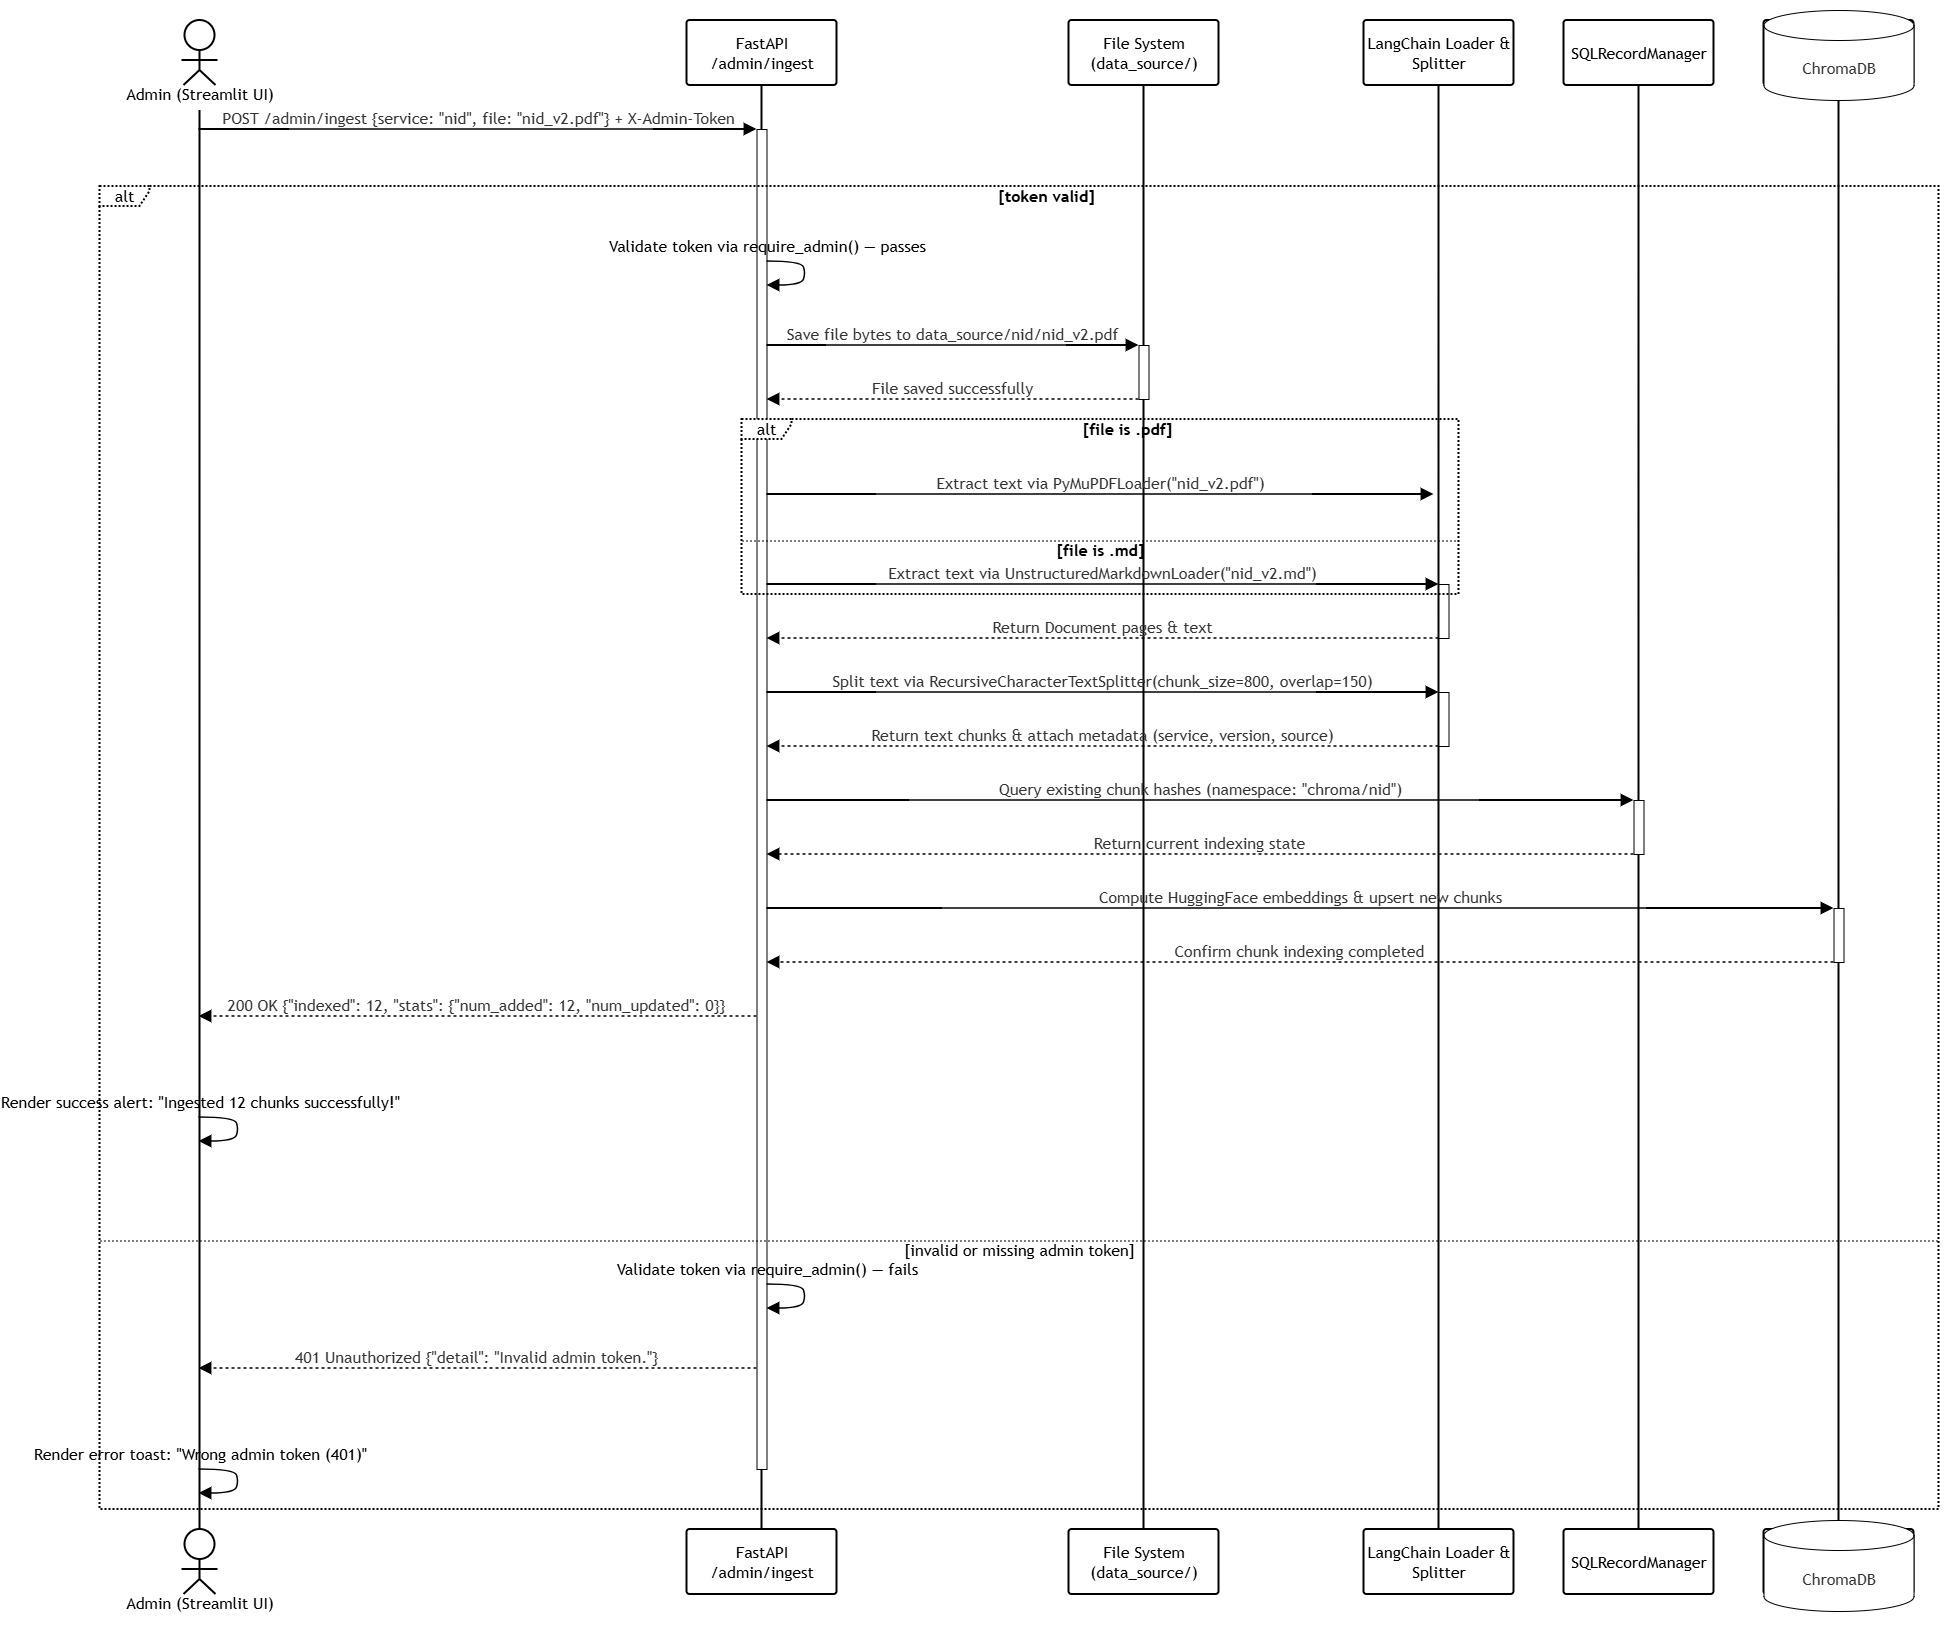 Admin (Streamlit UI)
FastAPI
/admin/ingest
File System
(data_source/)
LangChain Loader &
Splitter
SQLRecordManager
ChromaDB
POST /admin/ingest {service: "nid", file: "nid_v2.pdf"} + X-Admin-Token
alt
[token valid]
Validate token via require_admin() — passes
Save file bytes to data_source/nid/nid_v2.pdf
File saved successfully
alt
[file is .pdf]
Extract text via PyMuPDFLoader("nid_v2.pdf")
[file is .md]
Extract text via UnstructuredMarkdownLoader("nid_v2.md")
Return Document pages & text
Split text via RecursiveCharacterTextSplitter(chunk_size=800, overlap=150)
Return text chunks & attach metadata (service, version, source)
Query existing chunk hashes (namespace: "chroma/nid")
Return current indexing state
Compute HuggingFace embeddings & upsert new chunks
Confirm chunk indexing completed
200 OK {"indexed": 12, "stats": {"num_added": 12, "num_updated": 0}}
Render success alert: "Ingested 12 chunks successfully!"
[invalid or missing admin token]
Validate token via require_admin() — fails
401 Unauthorized {"detail": "Invalid admin token."}
Render error toast: "Wrong admin token (401)"
Admin (Streamlit UI)
FastAPI
/admin/ingest
File System
(data_source/)
LangChain Loader &
Splitter
SQLRecordManager
ChromaDB